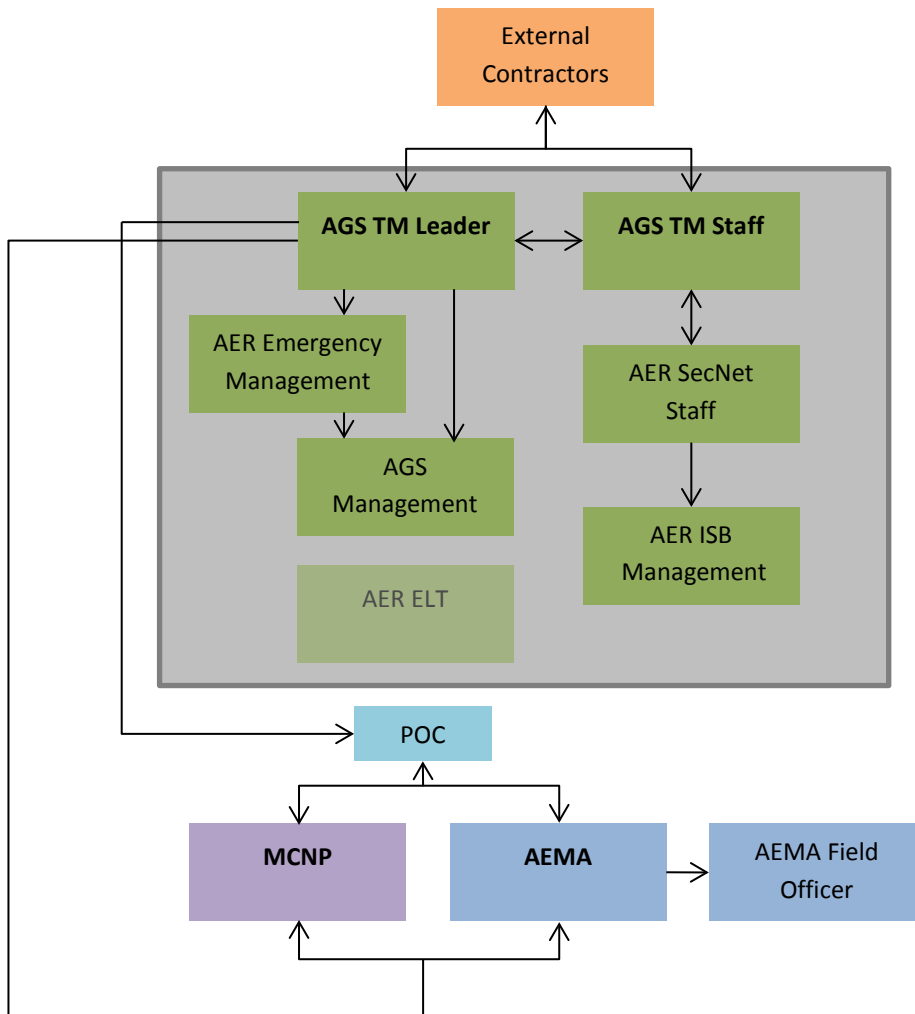 External
Contractors
AGS TM Leader
AGS TM Staff
AER Emergency
Management
AER SecNet
Staff
AGS
Management
AER ISB
Management
AER ELT
POC
MCNP
AEMA
AEMA Field
Officer